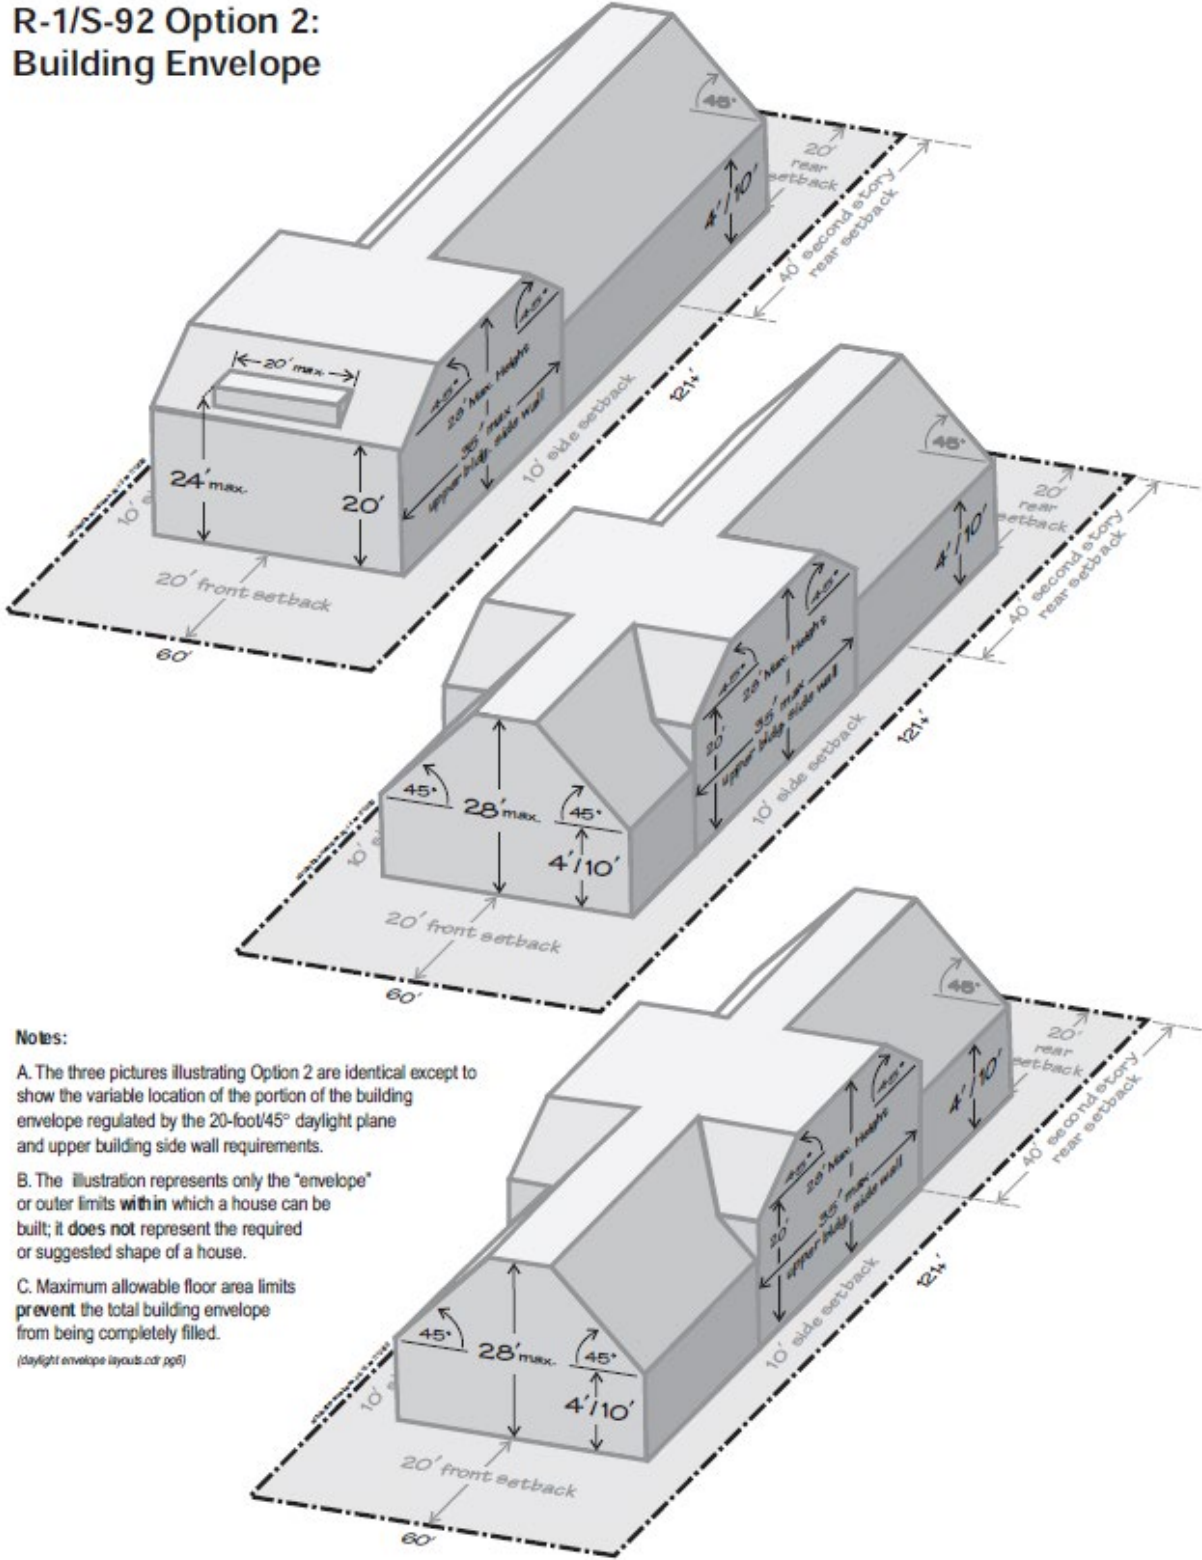 R-1/S-92 Option 2:
Building Envelope
45°
20'
rear
setback
4'/10'
40' second story
rear setback
45°
20' max.
45°
28' Max. Height
35' max
upper bldg. side wall
10' side setback
121±'
24' max.
20'
10' si
20' front setback
60'
45°
20'
rear
setback
4'/10'
40' second story
rear setback
45°
45°
28' Max. Height
35' max
upper bldg. side wall
20'
10' side setback
121±'
45°
28' max.
45°
4'/10'
10' si
20' front setback
60'
45°
20'
rear
setback
4'/10'
40' second story
rear setback
45°
45°
28' Max. Height
35' max
upper bldg. side wall
20'
10' side setback
121±'
45°
28' max.
45°
4'/10'
10' s
20' front setback
60'
Notes:
A. The three pictures illustrating Option 2 are identical except to
show the variable location of the portion of the building
envelope regulated by the 20-foot/45° daylight plane
and upper building side wall requirements.
B. The illustration represents only the "envelope"
or outer limits within which a house can be
built; it does not represent the required
or suggested shape of a house.
C. Maximum allowable floor area limits
prevent the total building envelope
from being completely filled.
(daylight envelope layouts.cdr pg6)